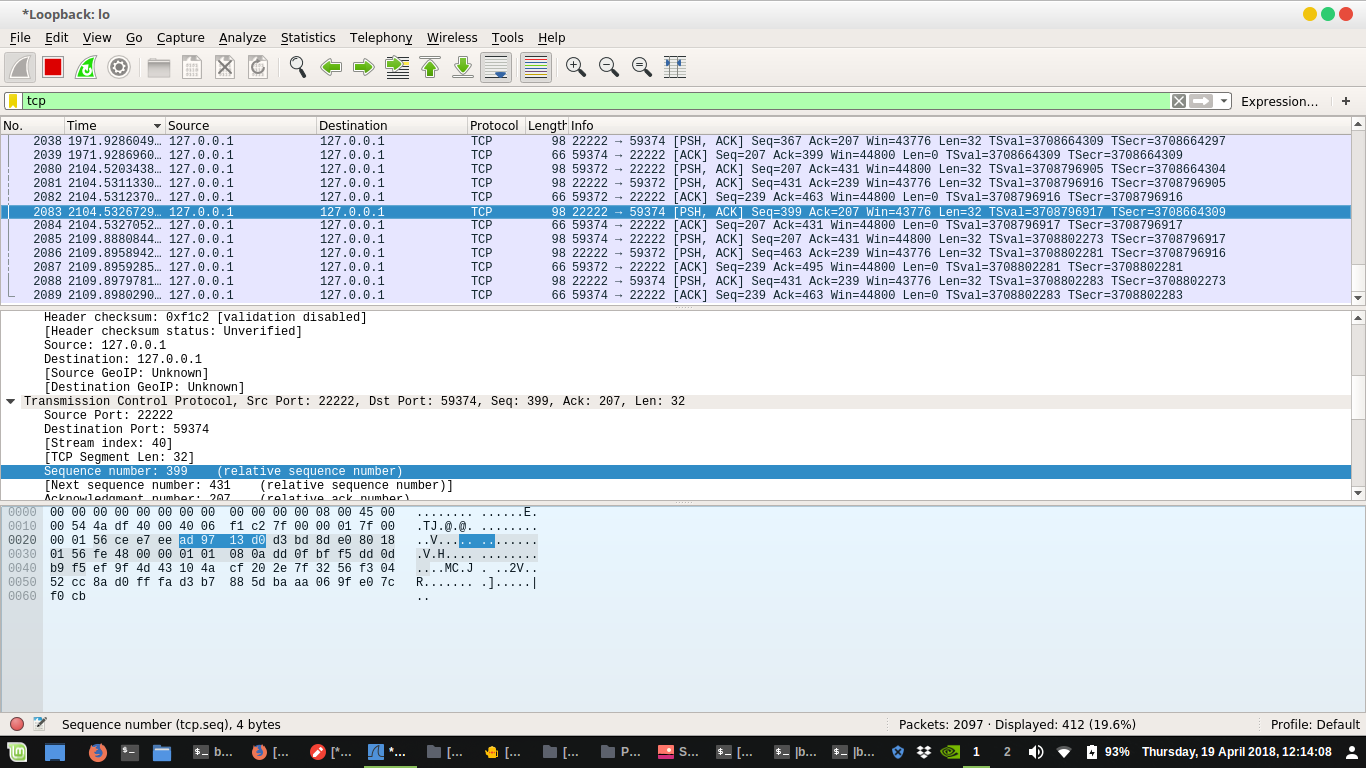 *Loopback: lo
File Edit View Go Capture Analyze Statistics Telephony Wireless Tools Help
tcp Expression… +
No. Time Source Destination Protocol Length Info
2038 1971.9286049… 127.0.0.1 127.0.0.1 TCP 98 22222 → 59374 [PSH, ACK] Seq=367 Ack=207 Win=43776 Len=32 TSval=3708664309 TSecr=3708664297
2039 1971.9286960… 127.0.0.1 127.0.0.1 TCP 66 59374 → 22222 [ACK] Seq=207 Ack=399 Win=44800 Len=0 TSval=3708664309 TSecr=3708664309
2080 2104.5203438… 127.0.0.1 127.0.0.1 TCP 98 59372 → 22222 [PSH, ACK] Seq=207 Ack=431 Win=44800 Len=32 TSval=3708796905 TSecr=3708664304
2081 2104.5311330… 127.0.0.1 127.0.0.1 TCP 98 22222 → 59372 [PSH, ACK] Seq=431 Ack=239 Win=43776 Len=32 TSval=3708796916 TSecr=3708796905
2082 2104.5312370… 127.0.0.1 127.0.0.1 TCP 66 59372 → 22222 [ACK] Seq=239 Ack=463 Win=44800 Len=0 TSval=3708796916 TSecr=3708796916
2083 2104.5326729… 127.0.0.1 127.0.0.1 TCP 98 22222 → 59374 [PSH, ACK] Seq=399 Ack=207 Win=43776 Len=32 TSval=3708796917 TSecr=3708664309
2084 2104.5327052… 127.0.0.1 127.0.0.1 TCP 66 59374 → 22222 [ACK] Seq=207 Ack=431 Win=44800 Len=0 TSval=3708796917 TSecr=3708796917
2085 2109.8880844… 127.0.0.1 127.0.0.1 TCP 98 59374 → 22222 [PSH, ACK] Seq=207 Ack=431 Win=44800 Len=32 TSval=3708802273 TSecr=3708796917
2086 2109.8958942… 127.0.0.1 127.0.0.1 TCP 98 22222 → 59372 [PSH, ACK] Seq=463 Ack=239 Win=43776 Len=32 TSval=3708802281 TSecr=3708796916
2087 2109.8959285… 127.0.0.1 127.0.0.1 TCP 66 59372 → 22222 [ACK] Seq=239 Ack=495 Win=44800 Len=0 TSval=3708802281 TSecr=3708802281
2088 2109.8979781… 127.0.0.1 127.0.0.1 TCP 98 22222 → 59374 [PSH, ACK] Seq=431 Ack=239 Win=43776 Len=32 TSval=3708802283 TSecr=3708802273
2089 2109.8980290… 127.0.0.1 127.0.0.1 TCP 66 59374 → 22222 [ACK] Seq=239 Ack=463 Win=44800 Len=0 TSval=3708802283 TSecr=3708802283
Header checksum: 0xf1c2 [validation disabled]
[Header checksum status: Unverified]
Source: 127.0.0.1
Destination: 127.0.0.1
[Source GeoIP: Unknown]
[Destination GeoIP: Unknown]
Transmission Control Protocol, Src Port: 22222, Dst Port: 59374, Seq: 399, Ack: 207, Len: 32
Source Port: 22222
Destination Port: 59374
[Stream index: 40]
[TCP Segment Len: 32]
Sequence number: 399 (relative sequence number)
[Next sequence number: 431 (relative sequence number)]
Acknowledgment number: 207 (relative ack number)
0000 00 00 00 00 00 00 00 00 00 00 00 00 08 00 45 00 ........ ......E.
0010 00 54 4a df 40 00 40 06 f1 c2 7f 00 00 01 7f 00 .TJ.@.@. ........
0020 00 01 56 ce e7 ee ad 97 13 d0 d3 bd 8d e0 80 18 ..V..... ........
0030 01 56 fe 48 00 00 01 01 08 0a dd 0f bf f5 dd 0d .V.H.... ........
0040 b9 f5 ef 9f 4d 43 10 4a cf 20 2e 7f 32 56 f3 04 ....MC.J . ..2V..
0050 52 cc 8a d0 ff fa d3 b7 88 5d ba aa 06 9f e0 7c R....... .].....|
0060 f0 cb ..
Sequence number (tcp.seq), 4 bytes Packets: 2097 · Displayed: 412 (19.6%) Profile: Default
b… [… [*… *… [… [… [… P… S… [… |b… |b… 1 2 93% Thursday, 19 April 2018, 12:14:08